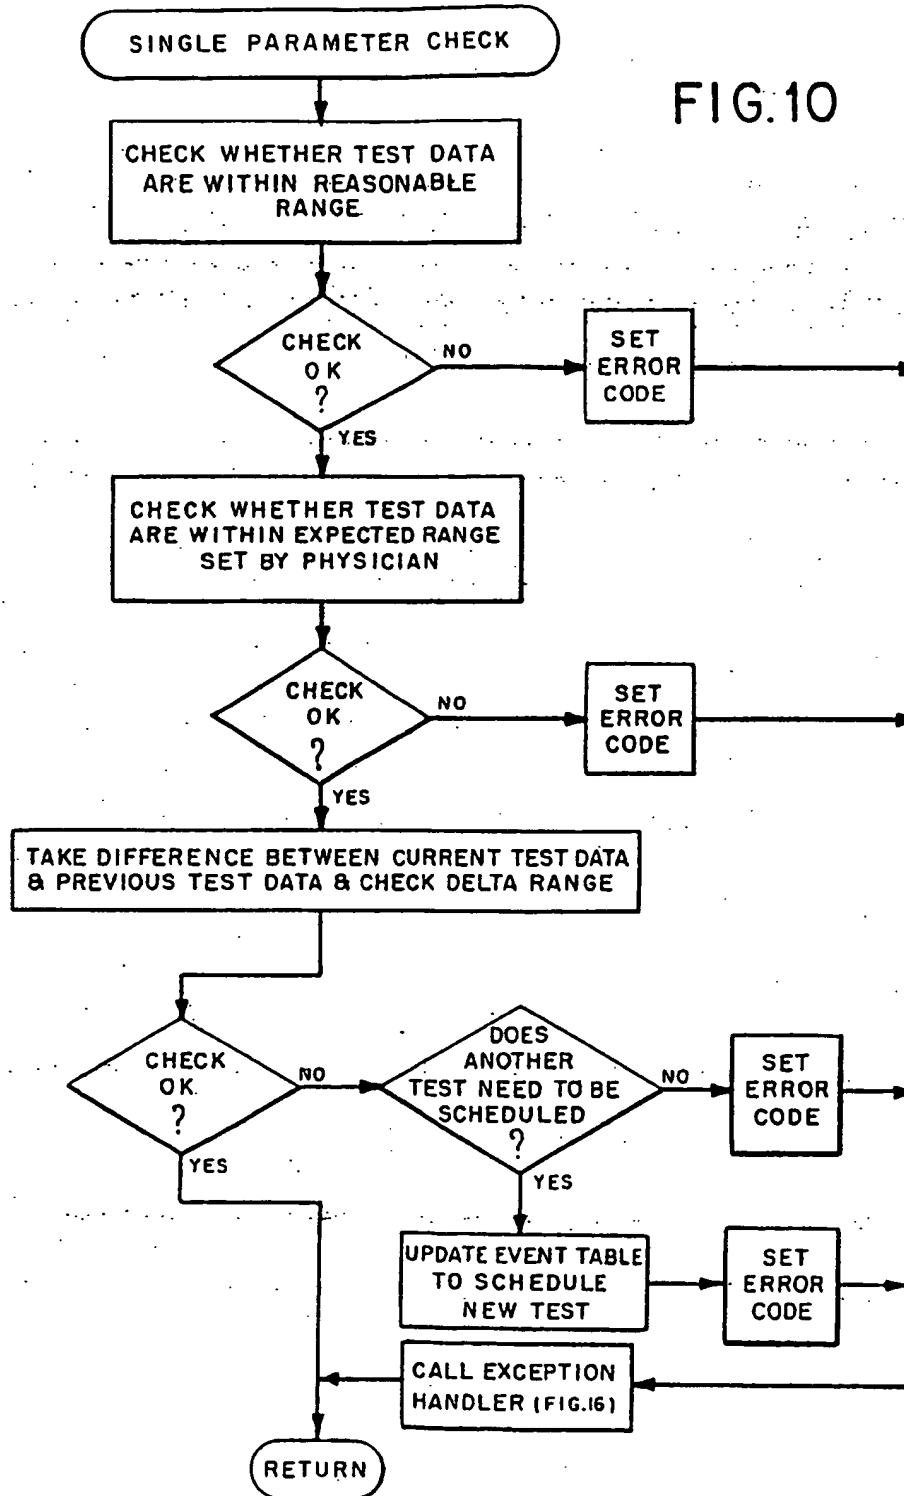 SINGLE PARAMETER CHECK
FIG.10
CHECK WHETHER TEST DATA
ARE WITHIN REASONABLE
RANGE
CHECK
OK
?
NO
SET
ERROR
CODE
YES
CHECK WHETHER TEST DATA
ARE WITHIN EXPECTED RANGE
SET BY PHYSICIAN
CHECK
OK
?
NO
SET
ERROR
CODE
YES
TAKE DIFFERENCE BETWEEN CURRENT TEST DATA
& PREVIOUS TEST DATA & CHECK DELTA RANGE
CHECK
OK
?
NO
YES
DOES
ANOTHER
TEST NEED TO BE
SCHEDULED
?
NO
SET
ERROR
CODE
YES
UPDATE EVENT TABLE
TO SCHEDULE
NEW TEST
SET
ERROR
CODE
CALL EXCEPTION
HANDLER (FIG.16)
RETURN